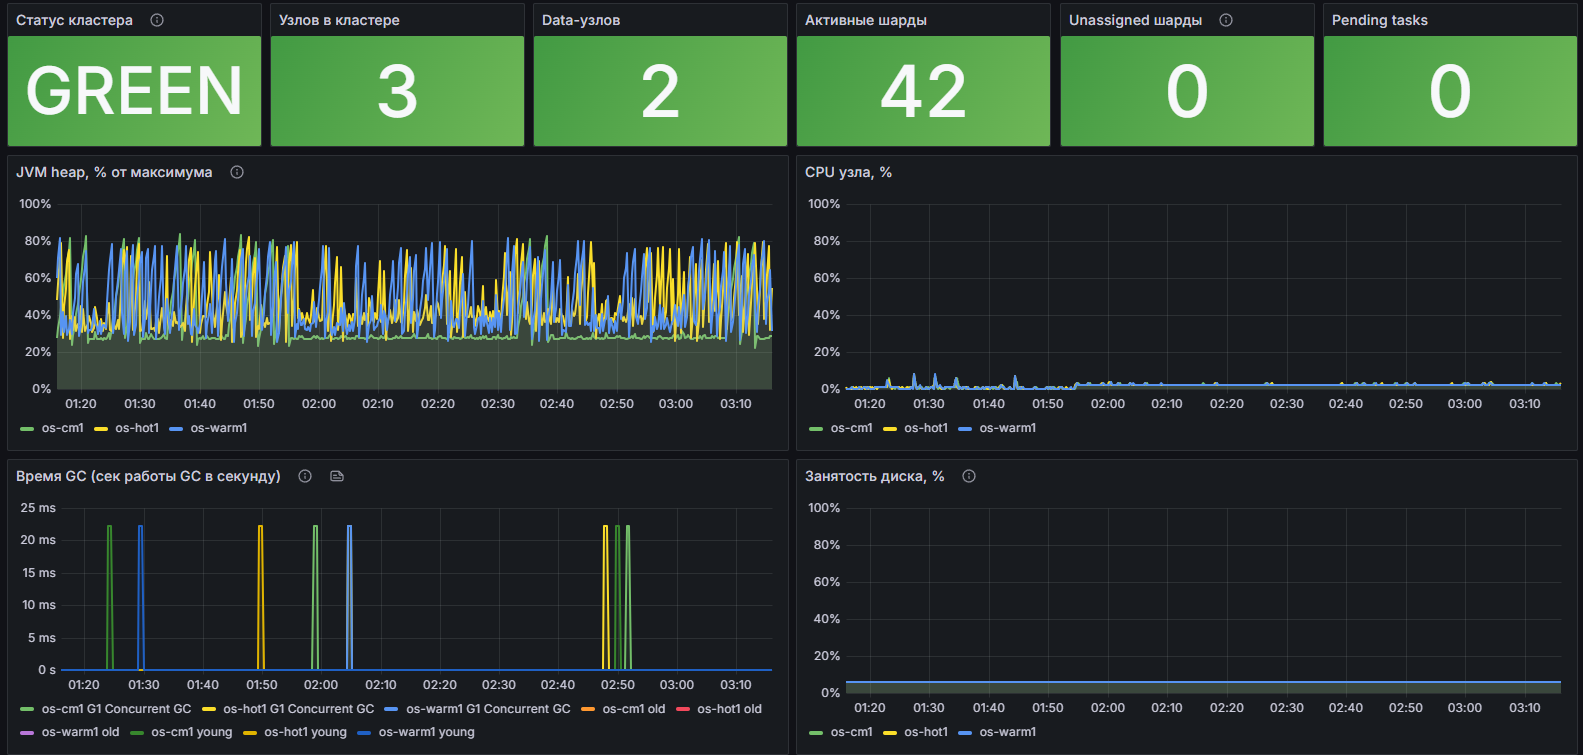 Статус кластера
Узлов в кластере
Data-узлов
Активные шарды
Unassigned шарды
Pending tasks
GREEN
3
2
42
0
0
JVM heap, % от максимума
100%
80%
60%
40%
20%
0%
01:20 01:30 01:40 01:50 02:00 02:10 02:20 02:30 02:40 02:50 03:00 03:10
os-cm1 os-hot1 os-warm1
CPU узла, %
100%
80%
60%
40%
20%
0%
01:20 01:30 01:40 01:50 02:00 02:10 02:20 02:30 02:40 02:50 03:00 03:10
os-cm1 os-hot1 os-warm1
Время GC (сек работы GC в секунду)
25 ms
20 ms
15 ms
10 ms
5 ms
0 s
01:20 01:30 01:40 01:50 02:00 02:10 02:20 02:30 02:40 02:50 03:00 03:10
os-cm1 G1 Concurrent GC os-hot1 G1 Concurrent GC os-warm1 G1 Concurrent GC os-cm1 old os-hot1 old
os-warm1 old os-cm1 young os-hot1 young os-warm1 young
Занятость диска, %
100%
80%
60%
40%
20%
0%
01:20 01:30 01:40 01:50 02:00 02:10 02:20 02:30 02:40 02:50 03:00 03:10
os-cm1 os-hot1 os-warm1